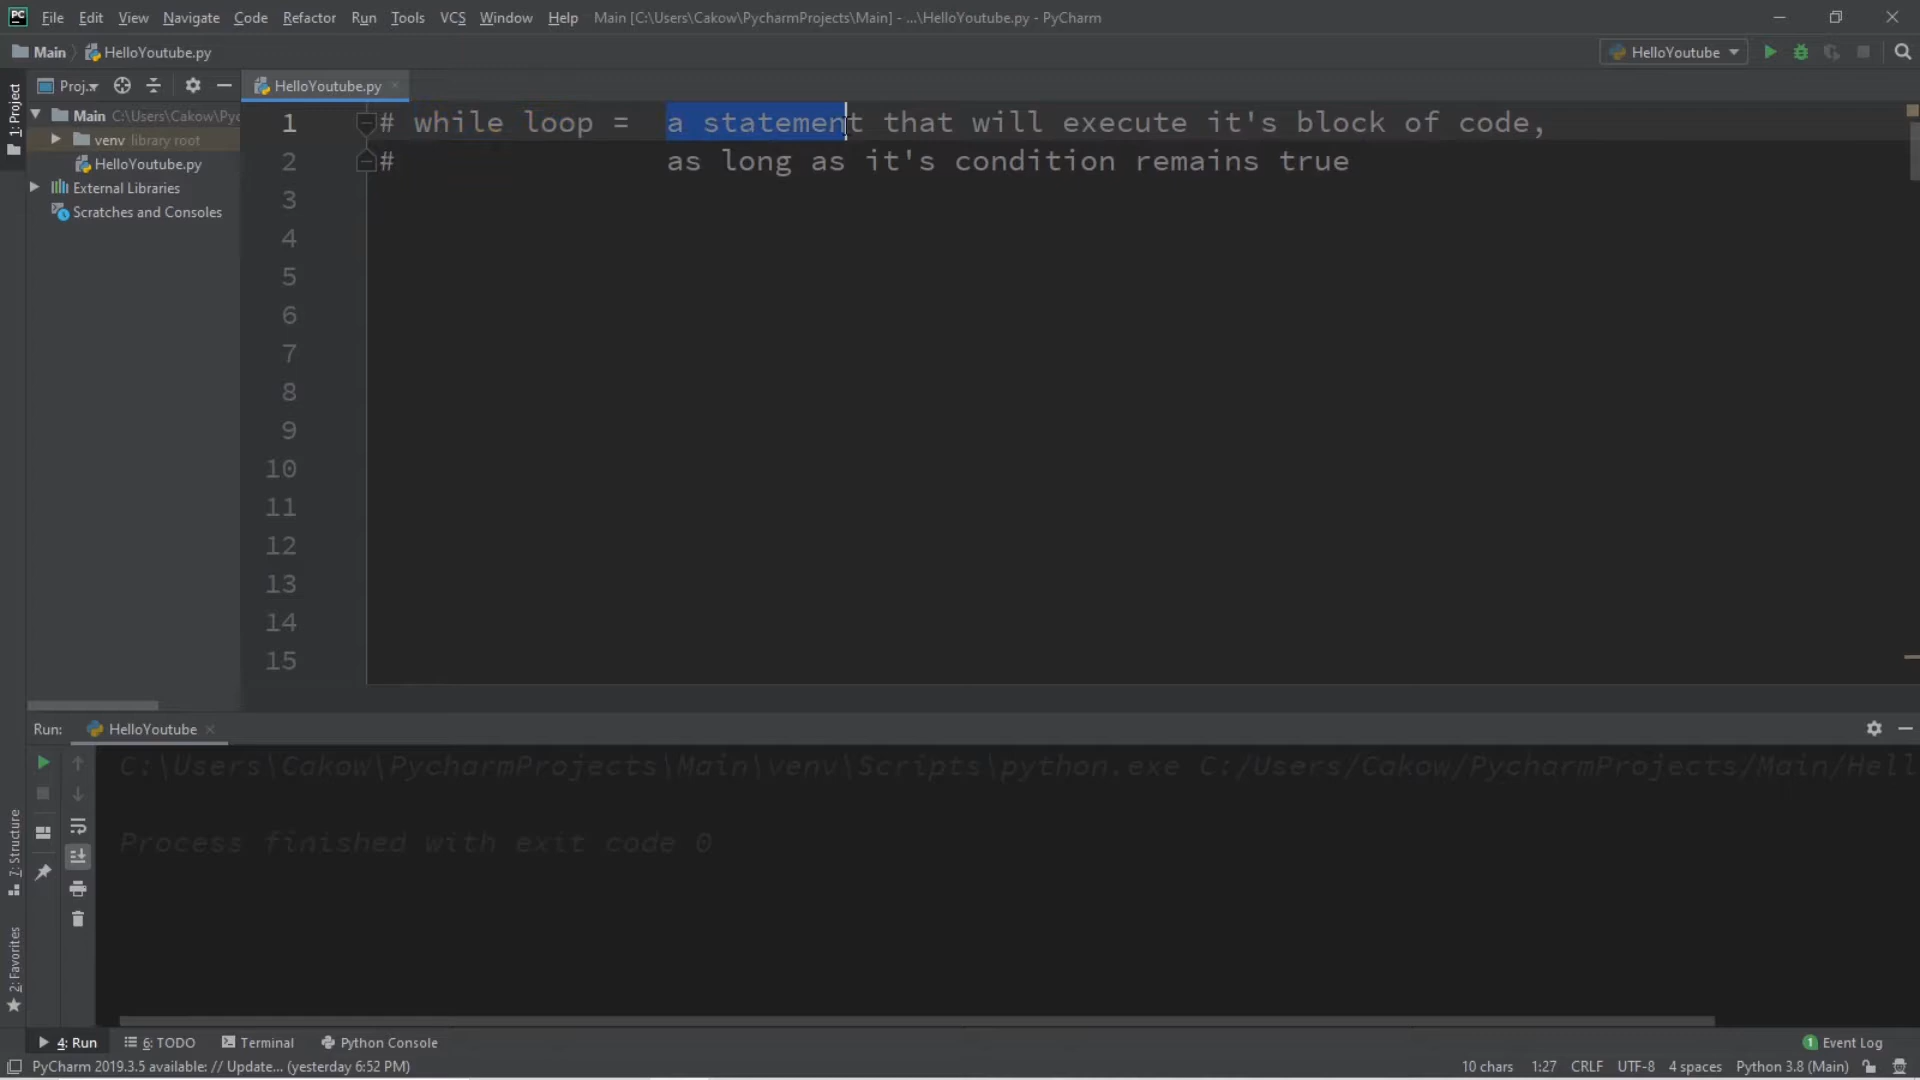 PC File Edit View Navigate Code Refactor Run Tools VCS Window Help Main [C:\Users\Cakow\PycharmProjects\Main] - ...\HelloYoutube.py - PyCharm
Main HelloYoutube.py HelloYoutube
1: Project
Proj... HelloYoutube.py
Main C:\Users\Cakow\Pyc
venv library root
HelloYoutube.py
External Libraries
Scratches and Consoles
1 # while loop = a statement that will execute it's block of code,
2 # as long as it's condition remains true
3
4
5
6
7
8
9
10
11
12
13
14
15
Run: HelloYoutube
C:\Users\Cakow\PycharmProjects\Main\venv\Scripts\python.exe C:/Users/Cakow/PycharmProjects/Main/Hell
Process finished with exit code 0
7: Structure
2: Favorites
4: Run 6: TODO Terminal Python Console 1 Event Log
PyCharm 2019.3.5 available: // Update... (yesterday 6:52 PM) 10 chars 1:27 CRLF UTF-8 4 spaces Python 3.8 (Main)